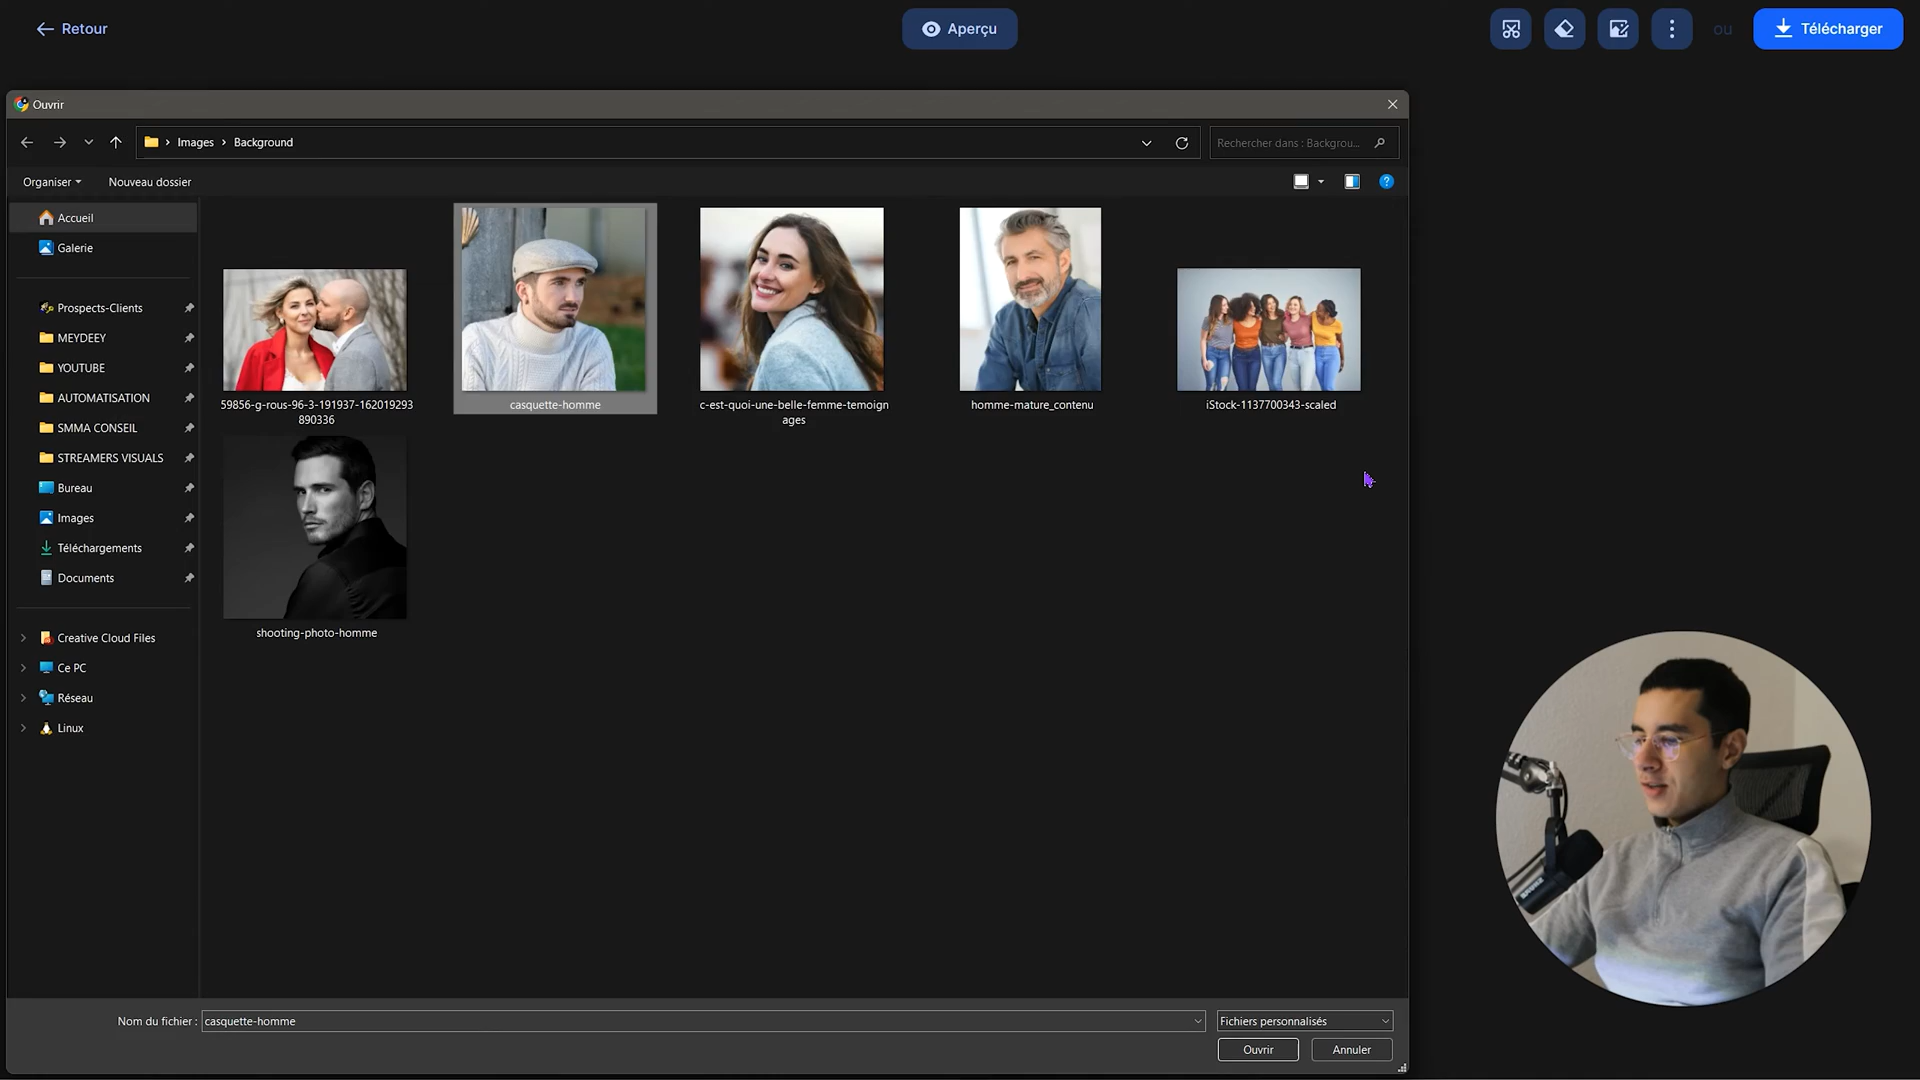 Retour
Aperçu
ou
Télécharger
Ouvrir
Images
Background
Rechercher dans : Backgrou...
Organiser
Nouveau dossier
?
Accueil
Galerie
Prospects-Clients
MEYDEEY
YOUTUBE
AUTOMATISATION
SMMA CONSEIL
STREAMERS VISUALS
Bureau
Images
Téléchargements
Documents
Creative Cloud Files
Ce PC
Réseau
Linux
59856-g-rous-96-3-191937-162019293
890336
casquette-homme
c-est-quoi-une-belle-femme-temoign
ages
homme-mature_contenu
iStock-1137700343-scaled
shooting-photo-homme
Nom du fichier :
casquette-homme
Fichiers personnalisés
Ouvrir
Annuler